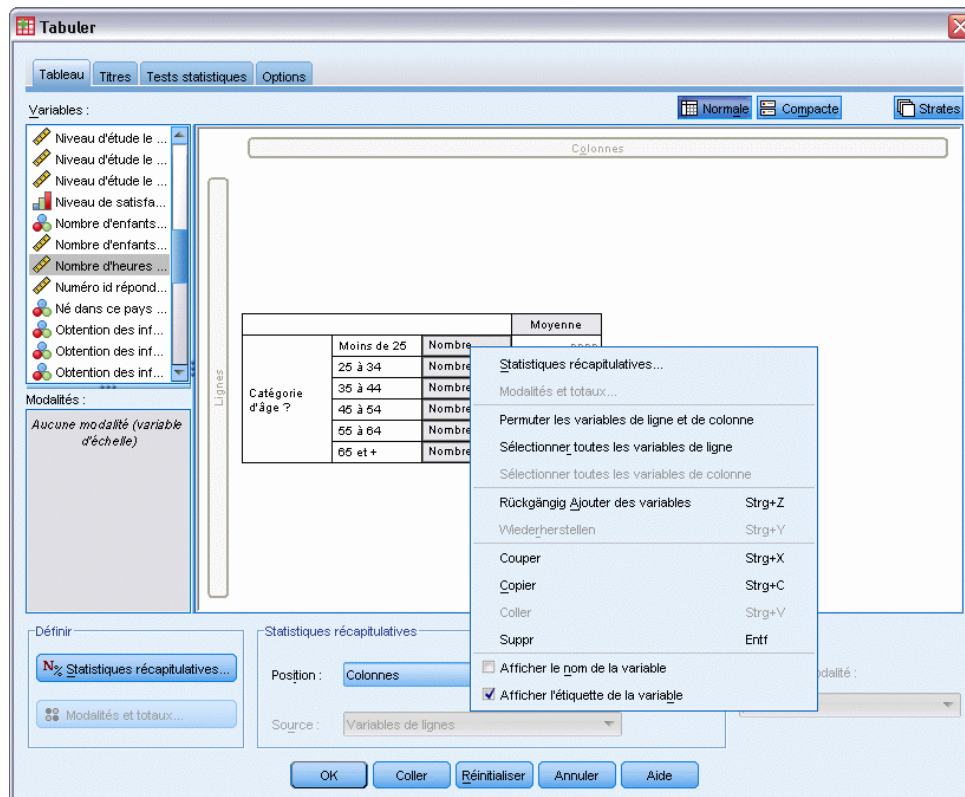 Tabuler
Tableau Titres Tests statistiques Options
Variables :
Normale Compacte Strates
Niveau d'étude le ...
Niveau d'étude le ...
Niveau d'étude le ...
Niveau de satisfa...
Nombre d'enfants...
Nombre d'enfants...
Nombre d'heures ...
Numéro id répond...
Né dans ce pays ...
Obtention des inf...
Obtention des inf...
Obtention des inf...
Modalités :
Aucune modalité (variable
d'échelle)
Colonnes
Lignes
Moyenne
Catégorie
d'âge ?
Moins de 25 Nombre...
25 à 34 Nombre
35 à 44 Nombre
45 à 54 Nombre
55 à 64 Nombre
65 et + Nombre
Statistiques récapitulatives...
Modalités et totaux...
Permuter les variables de ligne et de colonne
Sélectionner toutes les variables de ligne
Sélectionner toutes les variables de colonne
Rückgängig Ajouter des variables Strg+Z
Wiederherstellen Strg+Y
Couper Strg+X
Copier Strg+C
Coller Strg+V
Suppr Entf
Afficher le nom de la variable
Afficher l'étiquette de la variable
Définir
N% Statistiques récapitulatives...
Modalités et totaux...
Statistiques récapitulatives
Position : Colonnes
Source : Variables de lignes
OK Coller Réinitialiser Annuler Aide